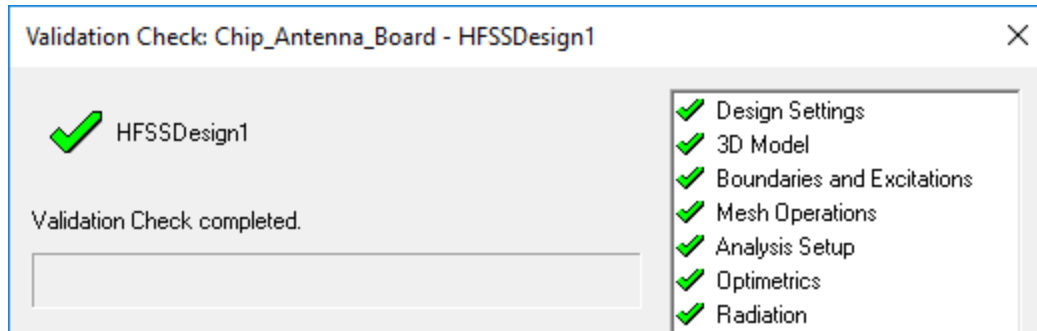 Validation Check: Chip_Antenna_Board - HFSSDesign1
HFSSDesign1
Validation Check completed.
Design Settings
3D Model
Boundaries and Excitations
Mesh Operations
Analysis Setup
Optimetrics
Radiation